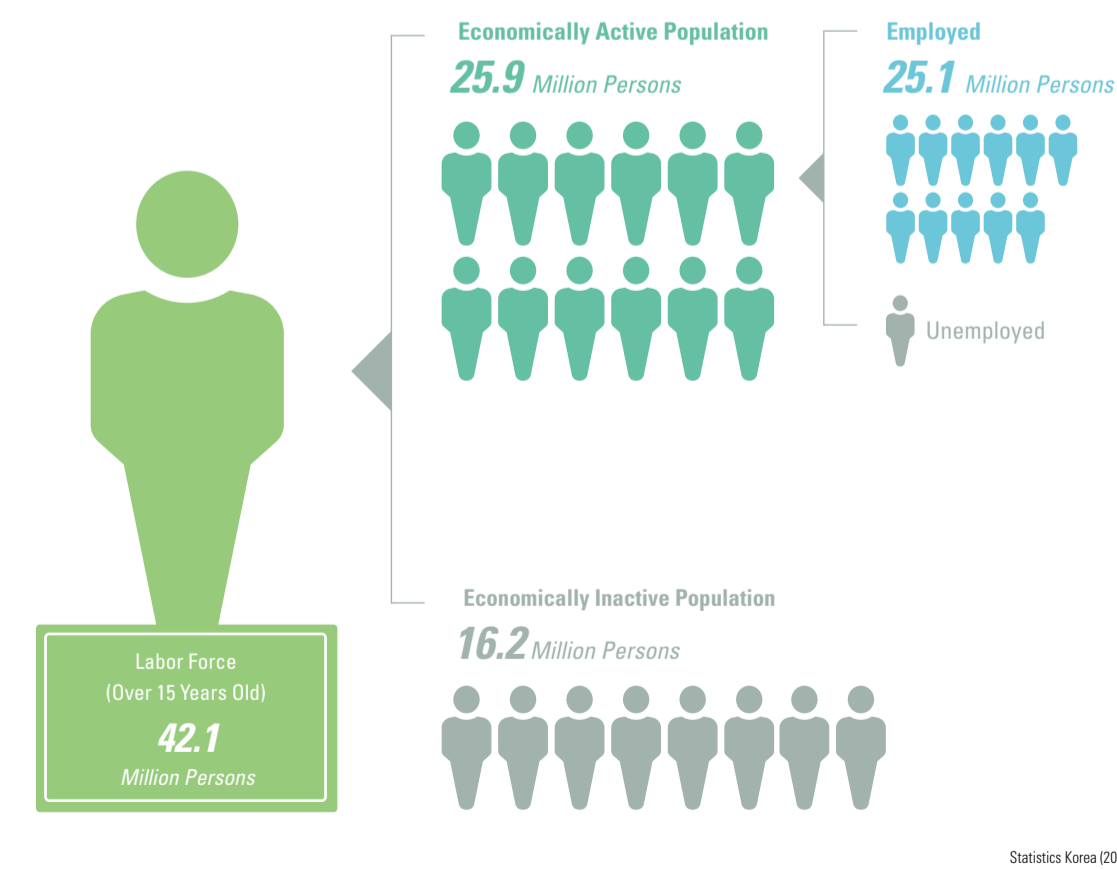 Economically Active Population
25.9 Million Persons
Employed
25.1 Million Persons
Unemployed
Economically Inactive Population
16.2 Million Persons
Labor Force
(Over 15 Years Old)
42.1
Million Persons
Statistics Korea (20